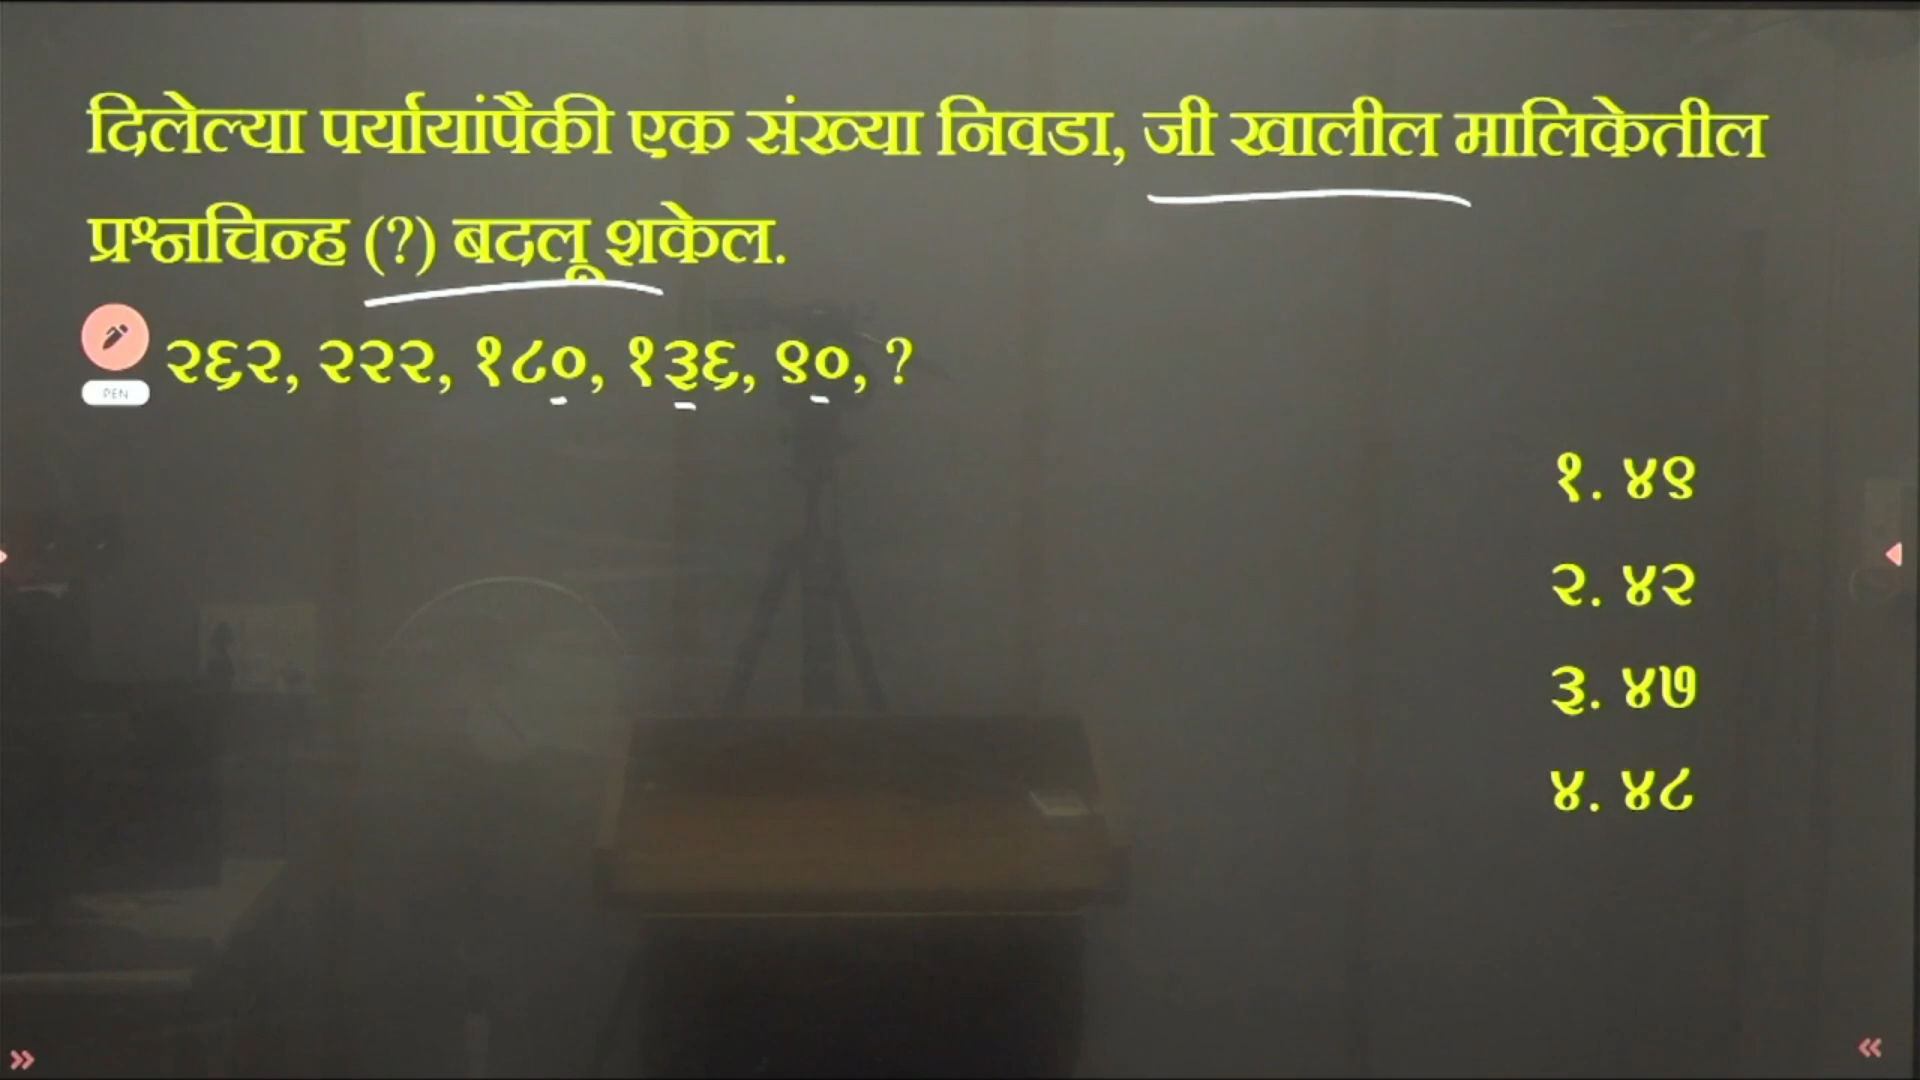 दिलेल्या पर्यायांपैकी एक संख्या निवडा, जी खालील मालिकेतील
प्रश्नचिन्ह (?) बदलू शकेल.
२६२, २२२, १८०, १३६, ९०, ?
PEN
१. ४९
२. ४२
३. ४७
४. ४८